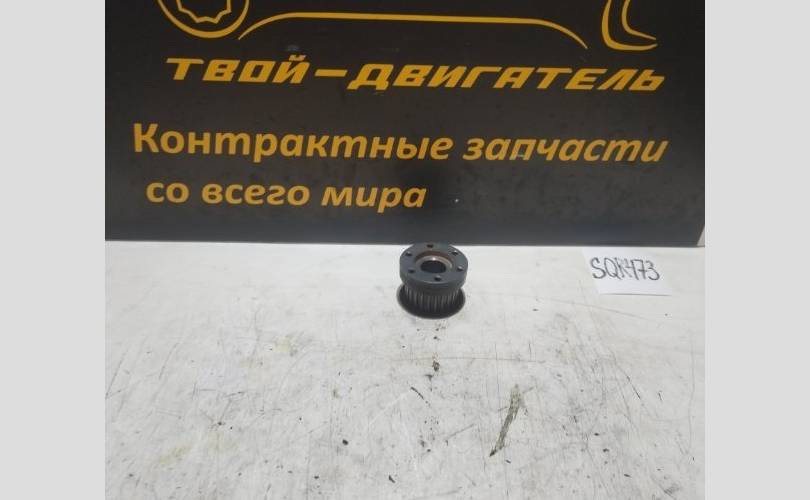 ТВОЙ-ДВИГАТЕЛЬ
Контрактные запчасти
со всего мира
SQR473